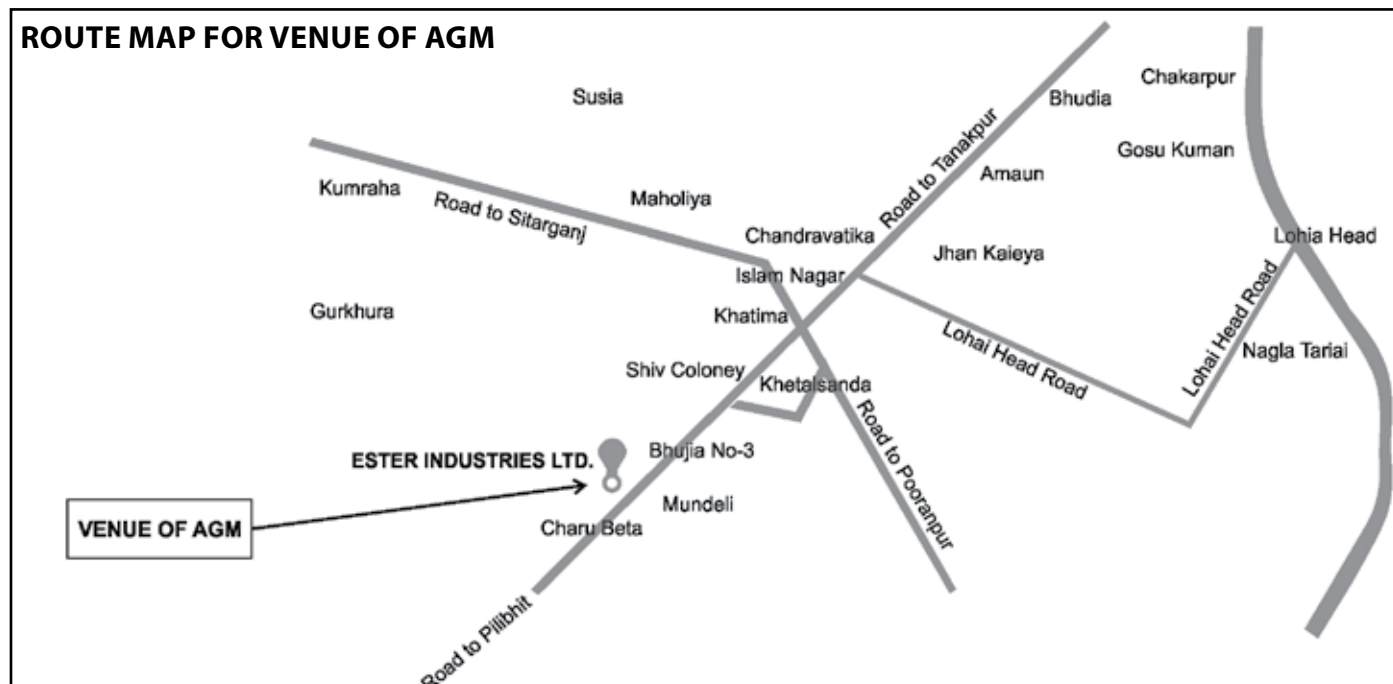 ROUTE MAP FOR VENUE OF AGM
Chakarpur
Susia
Bhudia
Road to Tanakpur
Gosu Kuman
Amaun
Kumraha
Maholiya
Road to Sitarganj
Chandravatika
Lohia Head
Jhan Kaieya
Islam Nagar
Gurkhura
Khatima
Lohai Head Road
Lohai Head Road
Nagla Tariai
Shiv Coloney
Khetalsanda
Road to Pooranpur
Bhujia No-3
ESTER INDUSTRIES LTD.
Mundeli
VENUE OF AGM
Charu Beta
Road to Pilibhit